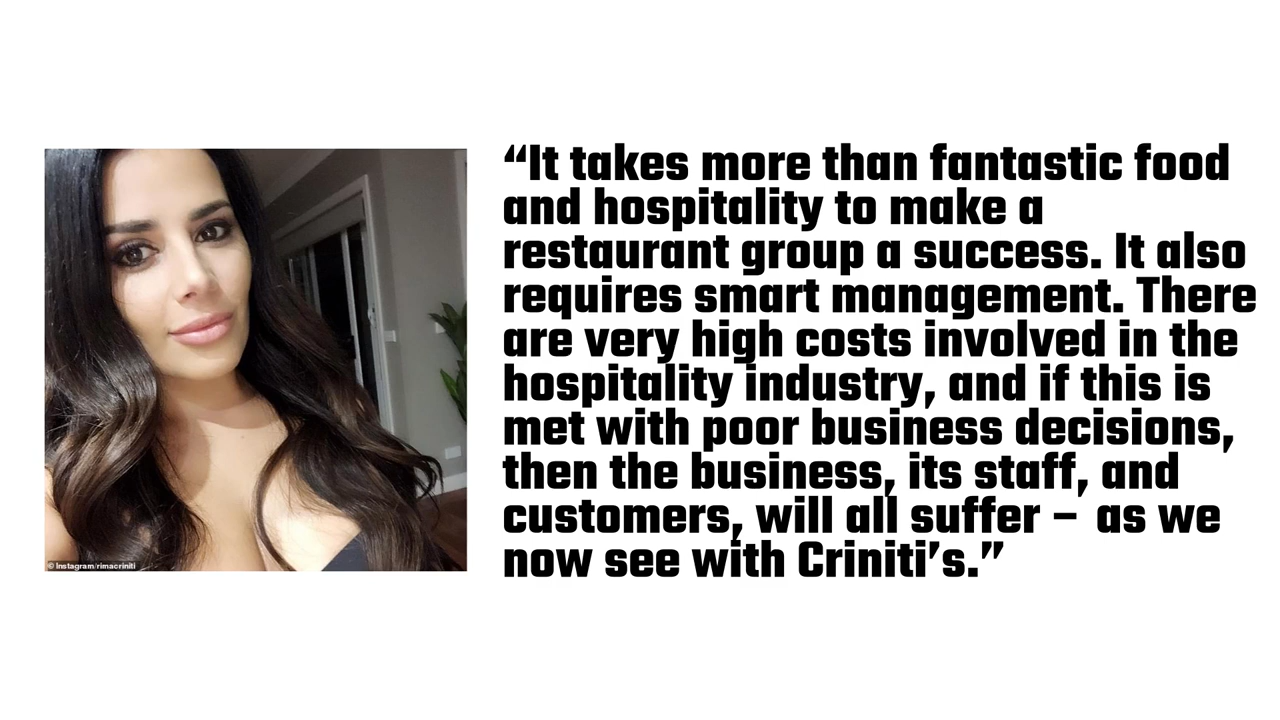 “It takes more than fantastic food
and hospitality to make a
restaurant group a success. It also
requires smart management. There
are very high costs involved in the
hospitality industry, and if this is
met with poor business decisions,
then the business, its staff, and
customers, will all suffer – as we
now see with Criniti’s.”
© Instagram/rimacriniti